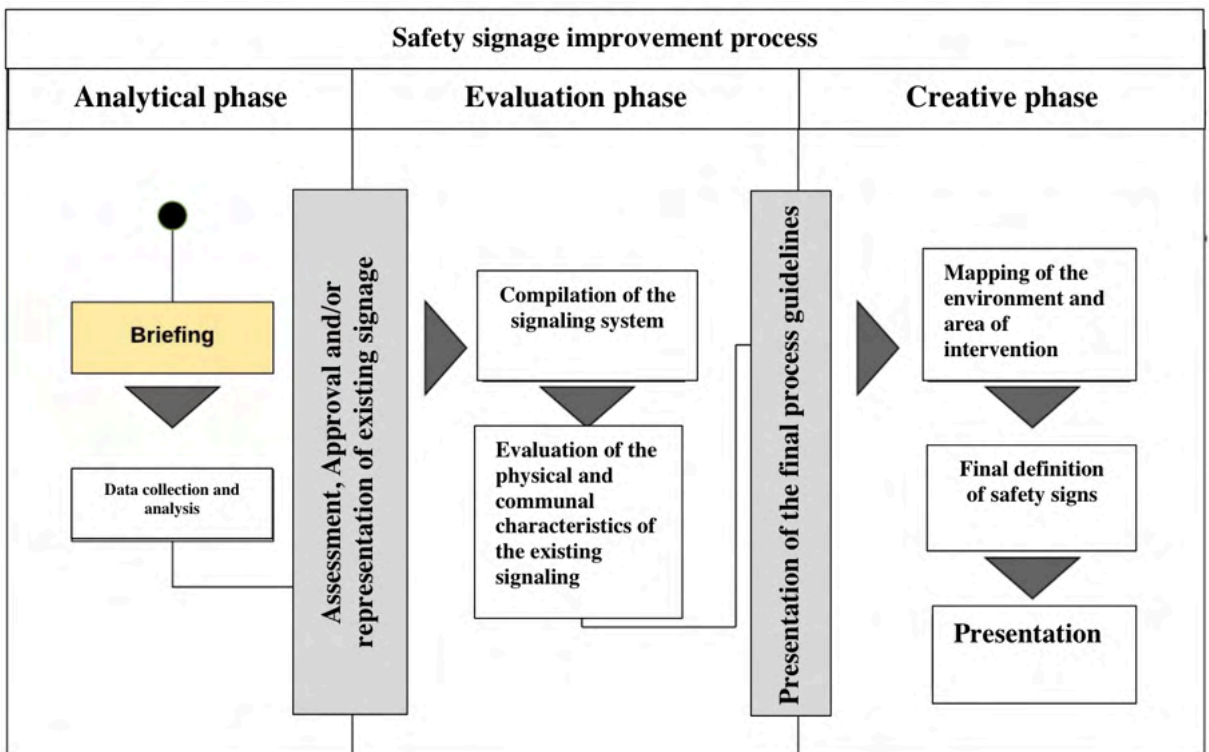 Safety signage improvement process
Analytical phase
Evaluation phase
Creative phase
Briefing
Data collection and
analysis
Assessment, Approval and/or
representation of existing signage
Compilation of the
signaling system
Evaluation of the
physical and
communal
characteristics of
the existing
signaling
Presentation of the final process guidelines
Mapping of the
environment and
area of
intervention
Final definition
of safety signs
Presentation